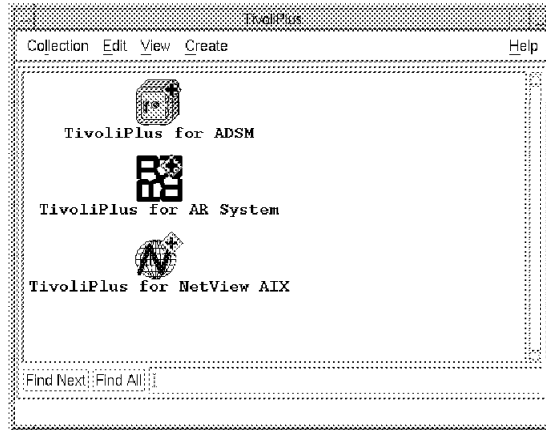 TivoliPlus
Collection Edit View Create Help
TivoliPlus for ADSM
TivoliPlus for AR System
TivoliPlus for NetView AIX
Find Next Find All